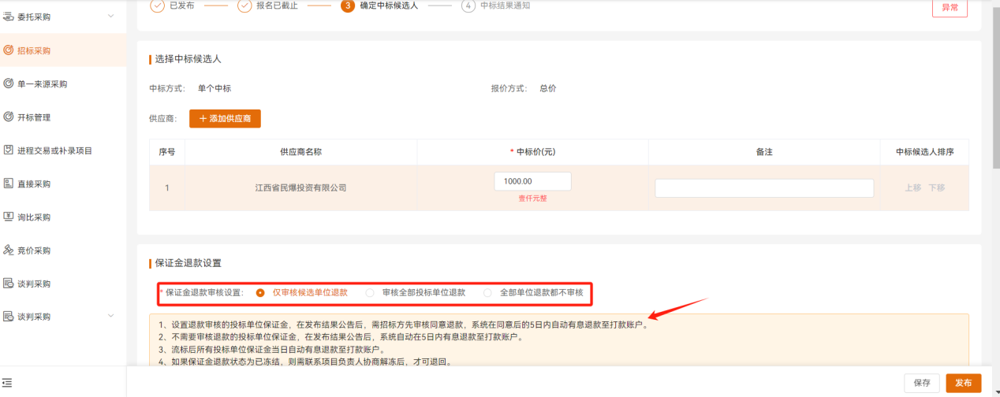 委托采购
招标采购
单一来源采购
开标管理
进程交易或补录项目
直接采购
询比采购
竞价采购
谈判采购
谈判采购
已发布 报名已截止 3 确定中标候选人 4 中标结果通知
异常
选择中标候选人
中标方式： 单个中标 报价方式： 总价
供应商： + 添加供应商
序号 供应商名称 * 中标价(元) 备注 中标候选人排序
1 江西省民爆投资有限公司 1000.00 上移 下移
壹仟元整
保证金退款设置
* 保证金退款审核设置： 仅审核候选单位退款 审核全部投标单位退款 全部单位退款都不审核
1、设置退款审核的投标单位保证金，在发布结果公告后，需招标方先审核同意退款，系统在同意后的5日内自动有息退款至打款账户。
2、不需要审核退款的投标单位保证金，在发布结果公告后，系统自动在5日内有息退款至打款账户。
3、流标后所有投标单位保证金当日自动有息退款至打款账户。
4、如果保证金退款状态为已冻结，则需联系项目负责人协商解冻后，才可退回。
保存 发布